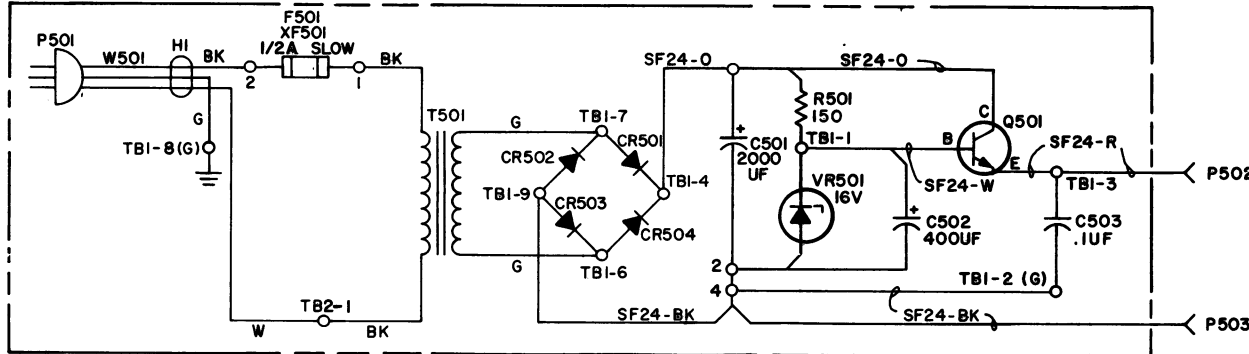 F501
XF501
1/2A SLOW
P501
W501
H1
BK
2
1
BK
G
TB1-8(G)
T501
G
G
TB2-1
W
BK
TB1-7
CR501
CR502
TB1-9
TB1-4
CR503
CR504
TB1-6
SF24-BK
SF24-O
C501
2000
UF
+
R501
150
TB1-1
VR501
16V
SF24-O
SF24-W
+
C502
400UF
C
B
E
Q501
SF24-R
TB1-3
C503
.1UF
2
4
TB1-2 (G)
SF24-BK
P502
P503